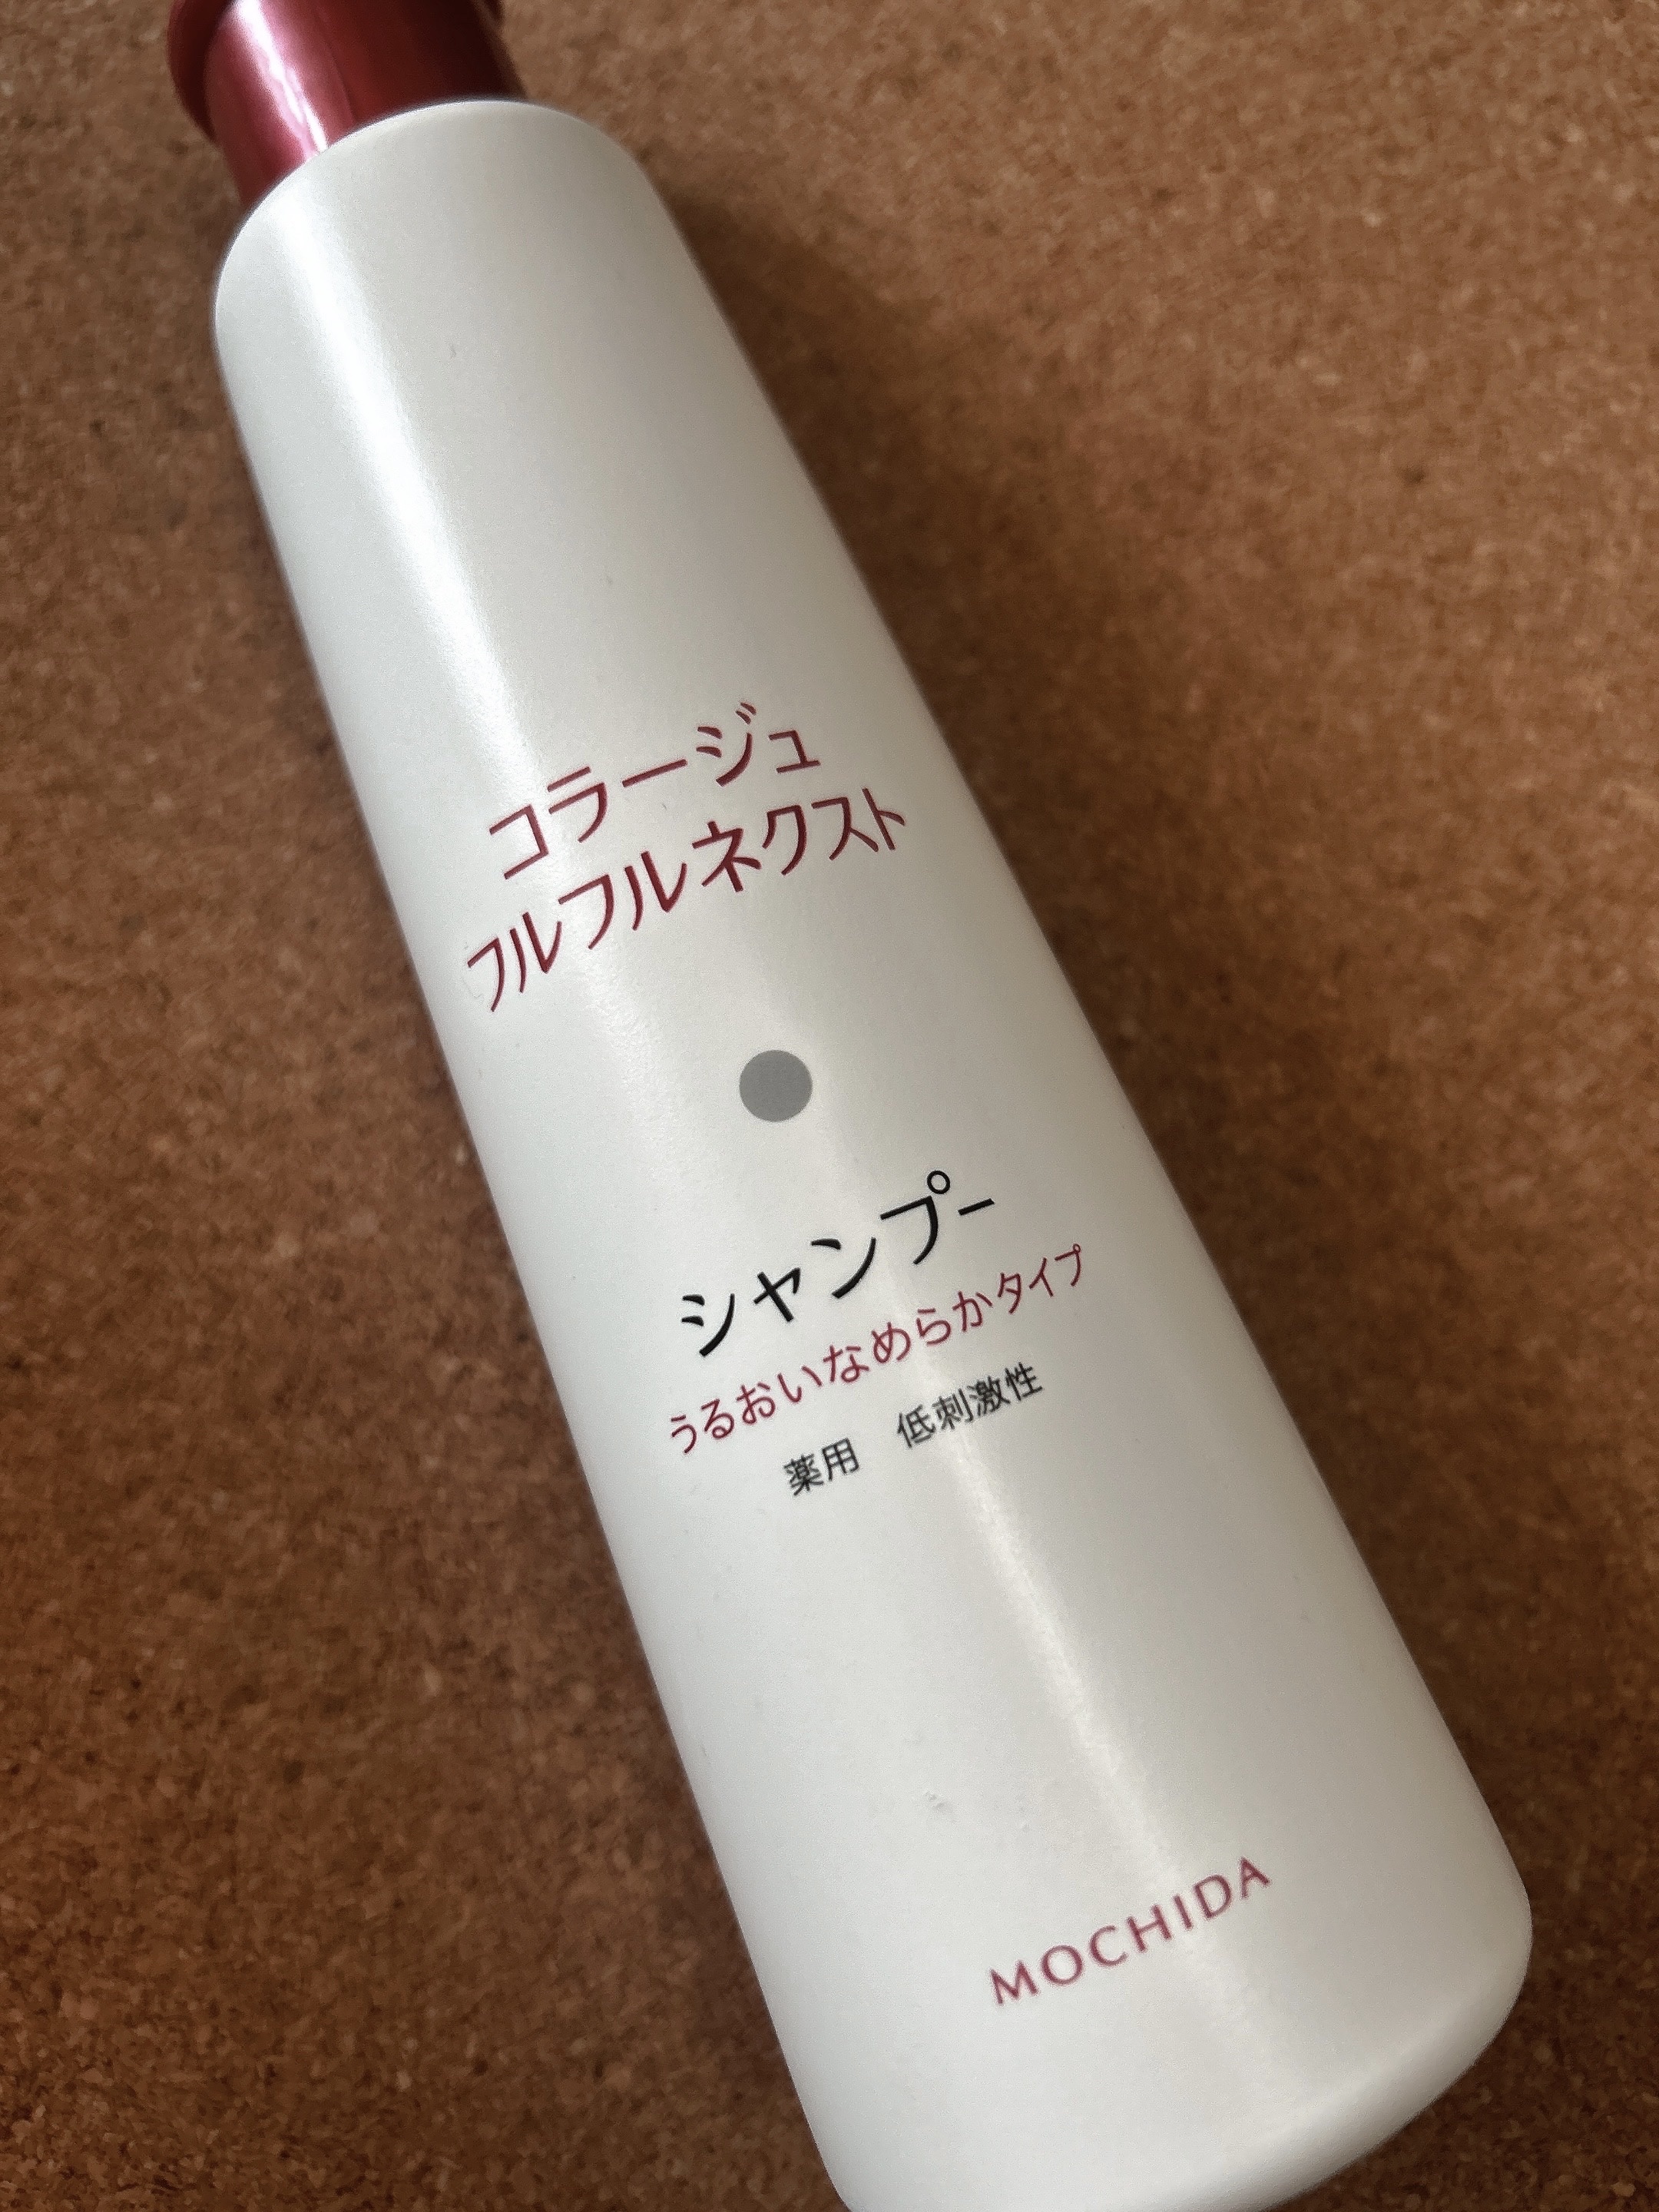 コラージュ
フルフルネクスト
シャンプー
うるおいなめらかタイプ
薬用　低刺激性
MOCHIDA